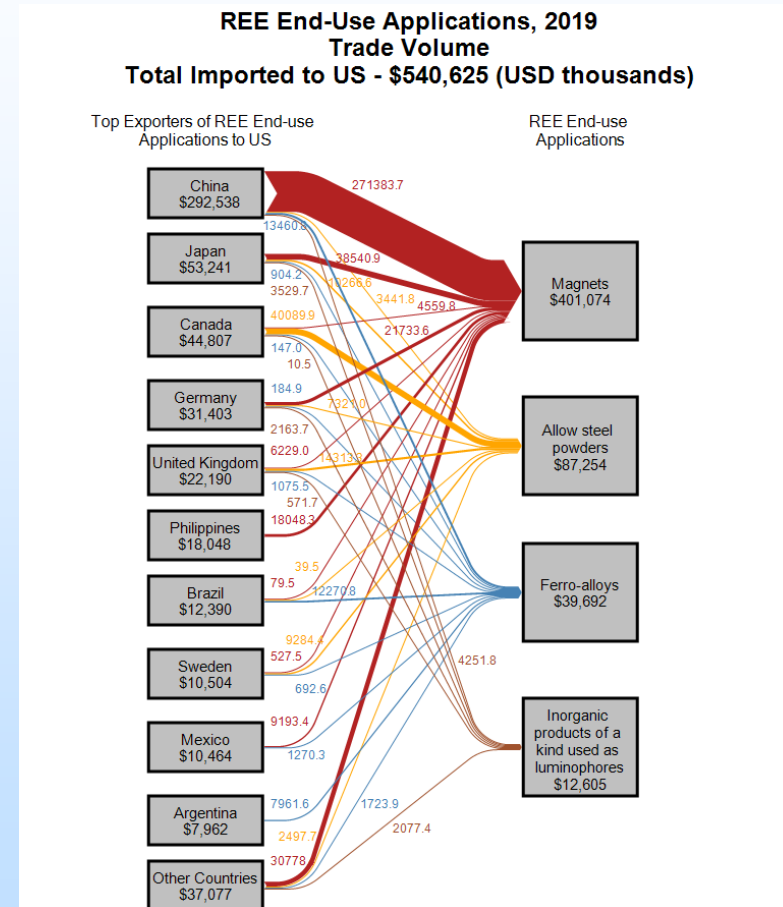 REE End-Use Applications, 2019
Trade Volume
Total Imported to US - $540,625 (USD thousands)
Top Exporters of REE End-use
Applications to US
REE End-use
Applications
China
$292,538
271383.7
13460.8
Japan
$53,241
38540.9
10266.6
904.2
3529.7
3441.8
4559.8
Magnets
$401,074
Canada
$44,807
40089.9
21733.6
147.0
10.5
Germany
$31,403
184.9
7321.0
2163.7
Allow steel
powders
$87,254
United Kingdom
$22,190
6229.0
14313.3
1075.5
571.7
Philippines
$18,048
18048.3
Brazil
$12,390
39.5
79.5
12270.8
Ferro-alloys
$39,692
Sweden
$10,504
9284.4
527.5
692.6
4251.8
Mexico
$10,464
9193.4
1270.3
Inorganic
products of a
kind used as
luminophores
$12,605
Argentina
$7,962
7961.6
1723.9
2497.7
2077.4
Other Countries
$37,077
30778